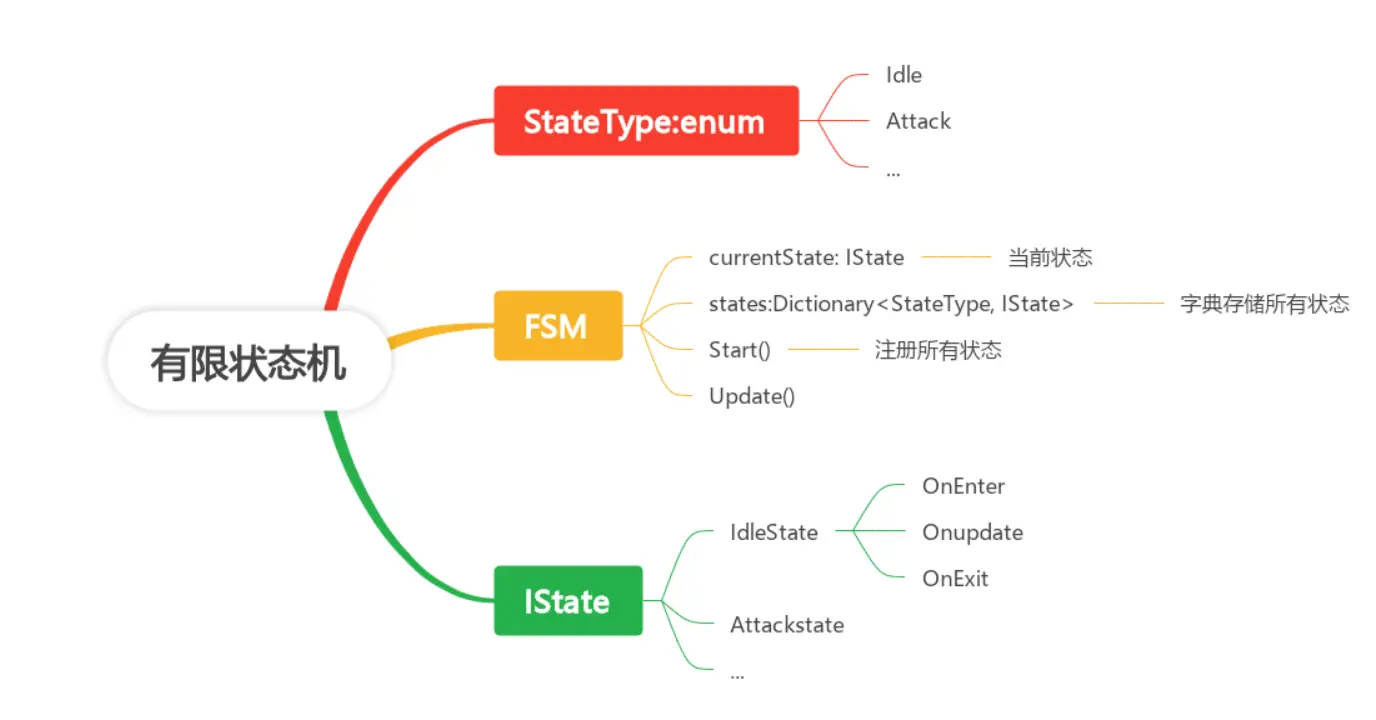 有限状态机
StateType:enum
Idle
Attack
...
FSM
currentState: IState
当前状态
states:Dictionary<StateType, IState>
字典存储所有状态
Start()
注册所有状态
Update()
IState
IdleState
OnEnter
Onupdate
OnExit
Attackstate
...